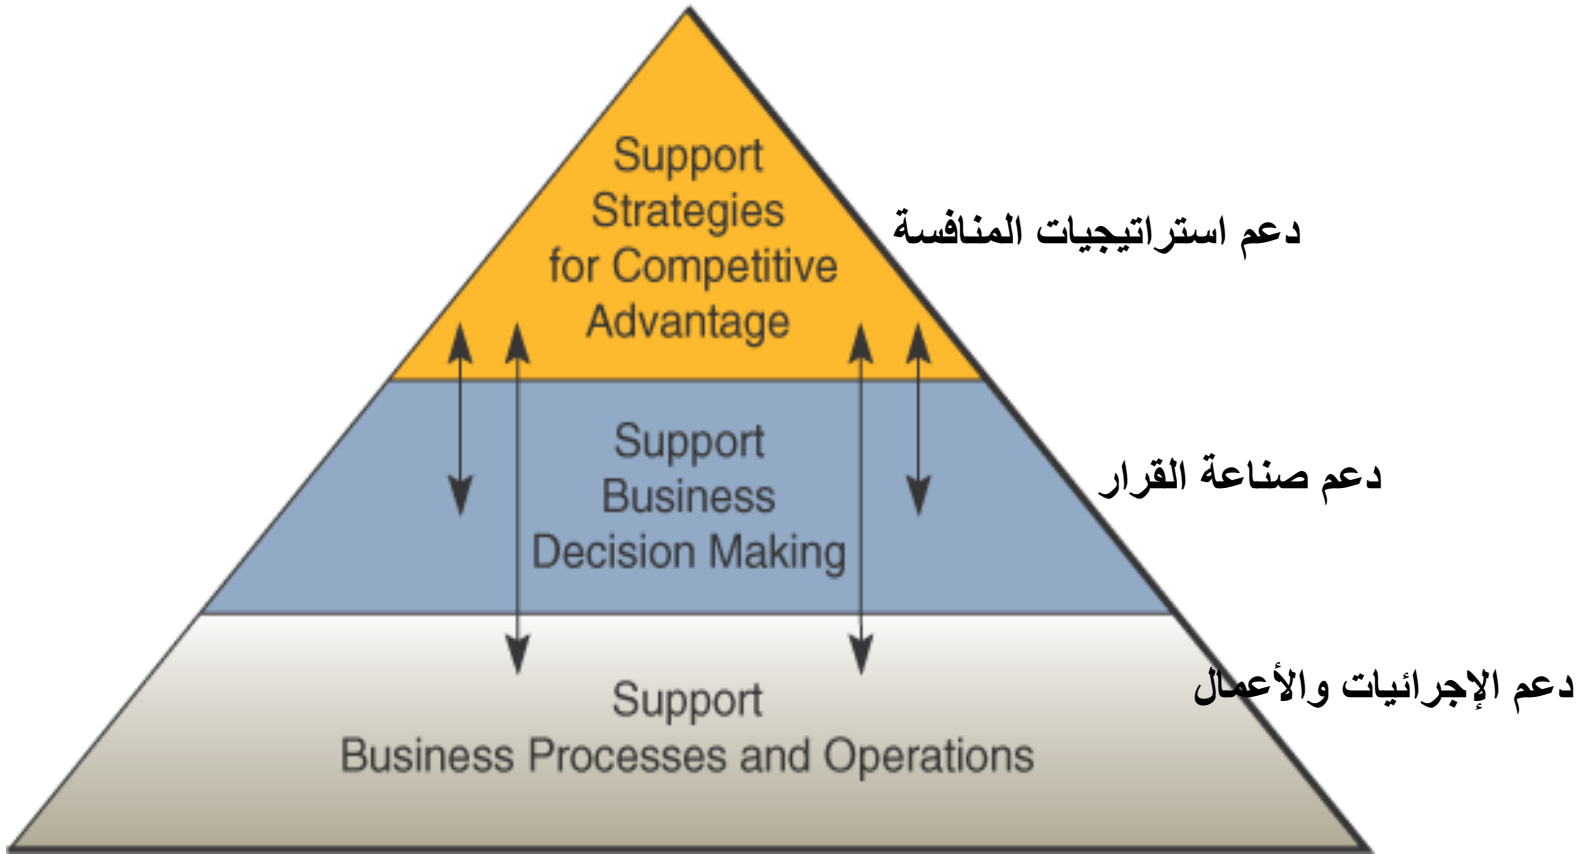 Support
Strategies
for Competitive
Advantage
دعم استراتيجيات المنافسة
Support
Business
Decision Making
دعم صناعة القرار
Support
Business Processes and Operations
دعم الإجرائيات والأعمال